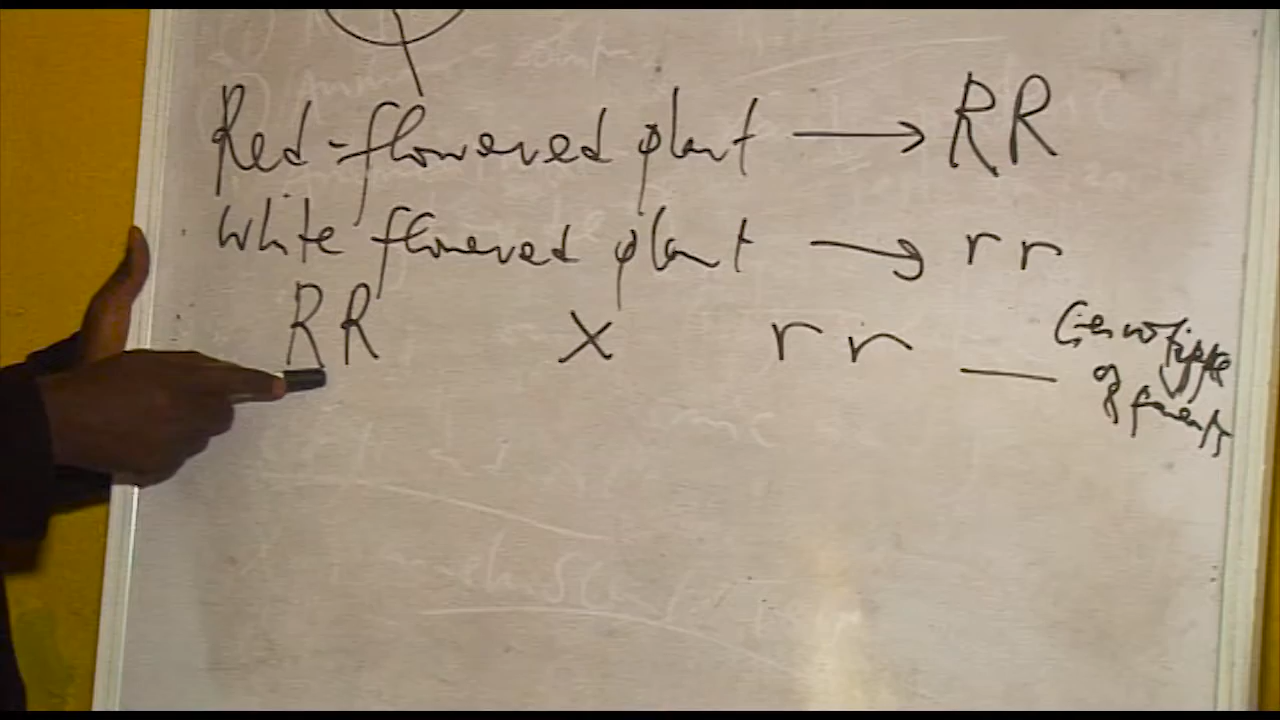 Red-flowered plant → RR
White flowered plant → rr
RR x rr — Genotype
of parents